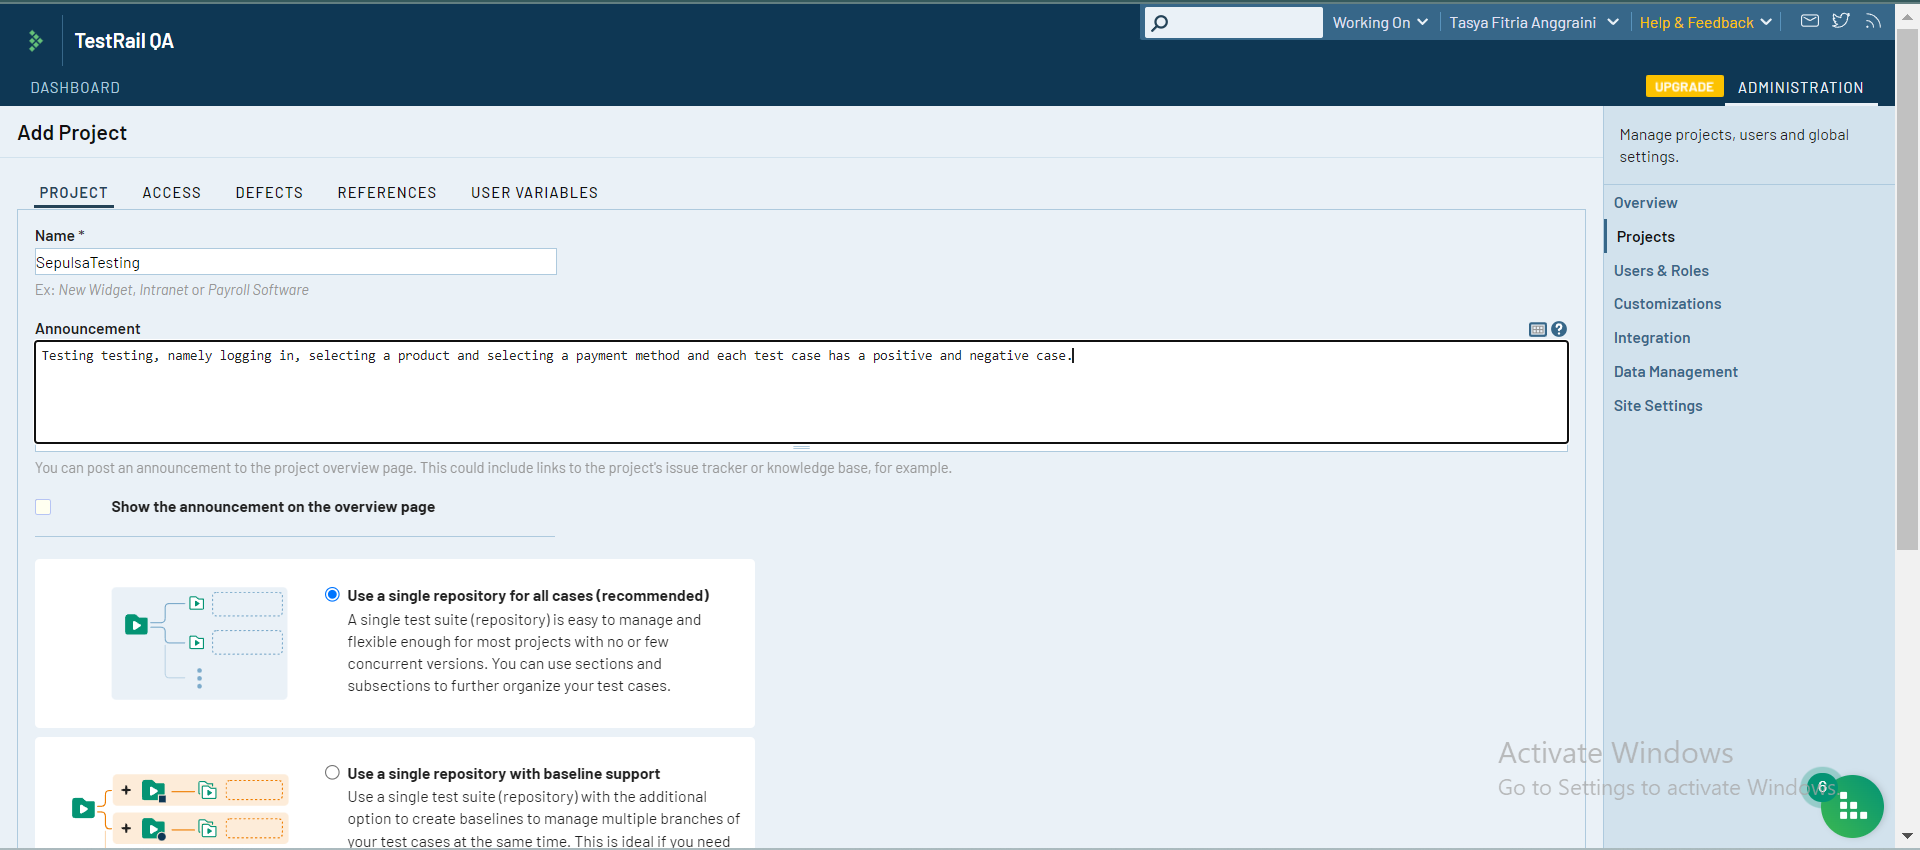 TestRail QA
Working On
Tasya Fitria Anggraini
Help & Feedback
DASHBOARD
UPGRADE
ADMINISTRATION
Add Project
PROJECT ACCESS DEFECTS REFERENCES USER VARIABLES
Name *
SepulsaTesting
Ex: New Widget, Intranet or Payroll Software
Announcement
?
Testing testing, namely logging in, selecting a product and selecting a payment method and each test case has a positive and negative case.
You can post an announcement to the project overview page. This could include links to the project's issue tracker or knowledge base, for example.
Show the announcement on the overview page
Use a single repository for all cases (recommended)
A single test suite (repository) is easy to manage and
flexible enough for most projects with no or few
concurrent versions. You can use sections and
subsections to further organize your test cases.
Use a single repository with baseline support
Use a single test suite (repository) with the additional
option to create baselines to manage multiple branches of
your test cases at the same time. This is ideal if you need
Manage projects, users and global
settings.
Overview
Projects
Users & Roles
Customizations
Integration
Data Management
Site Settings
Activate Windows
Go to Settings to activate Windows.
6